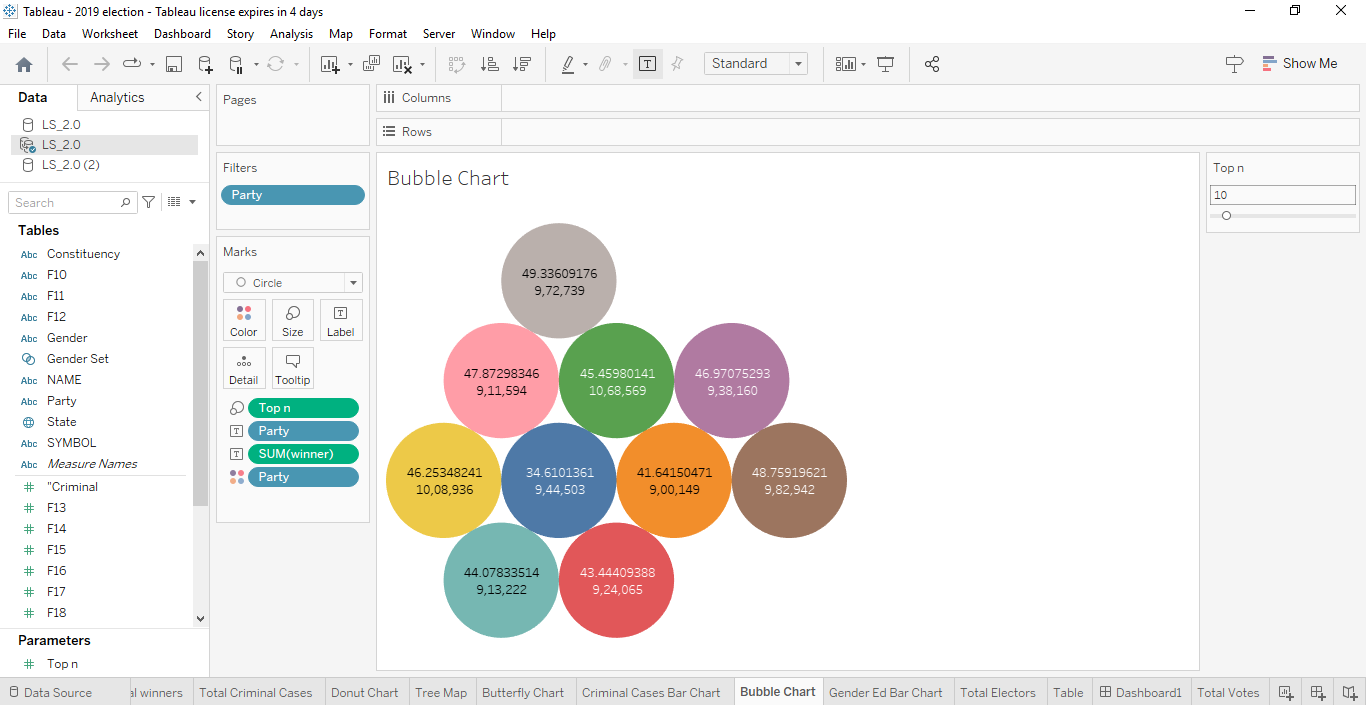 Tableau - 2019 election - Tableau license expires in 4 days
File Data Worksheet Dashboard Story Analysis Map Format Server Window Help
Standard
Show Me
Data
Analytics
LS_2.0
LS_2.0
LS_2.0 (2)
Search
Tables
Abc Constituency
Abc F10
Abc F11
Abc F12
Abc Gender
Gender Set
Abc NAME
Abc Party
State
Abc SYMBOL
Abc Measure Names
# "Criminal
# F13
# F14
# F15
# F16
# F17
# F18
Parameters
# Top n
Pages
Filters
Party
Marks
Circle
Color
Size
T
Label
Detail
Tooltip
Top n
T Party
T SUM(winner)
Party
Columns
Rows
Bubble Chart
49.33609176
9,72,739
47.87298346
9,11,594
45.45980141
10,68,569
46.97075293
9,38,160
46.25348241
10,08,936
34.6101361
9,44,503
41.64150471
9,00,149
48.75919621
9,82,942
44.07833514
9,13,222
43.44409388
9,24,065
Top n
10
Data Source
al winners
Total Criminal Cases
Donut Chart
Tree Map
Butterfly Chart
Criminal Cases Bar Chart
Bubble Chart
Gender Ed Bar Chart
Total Electors
Table
Dashboard1
Total Votes